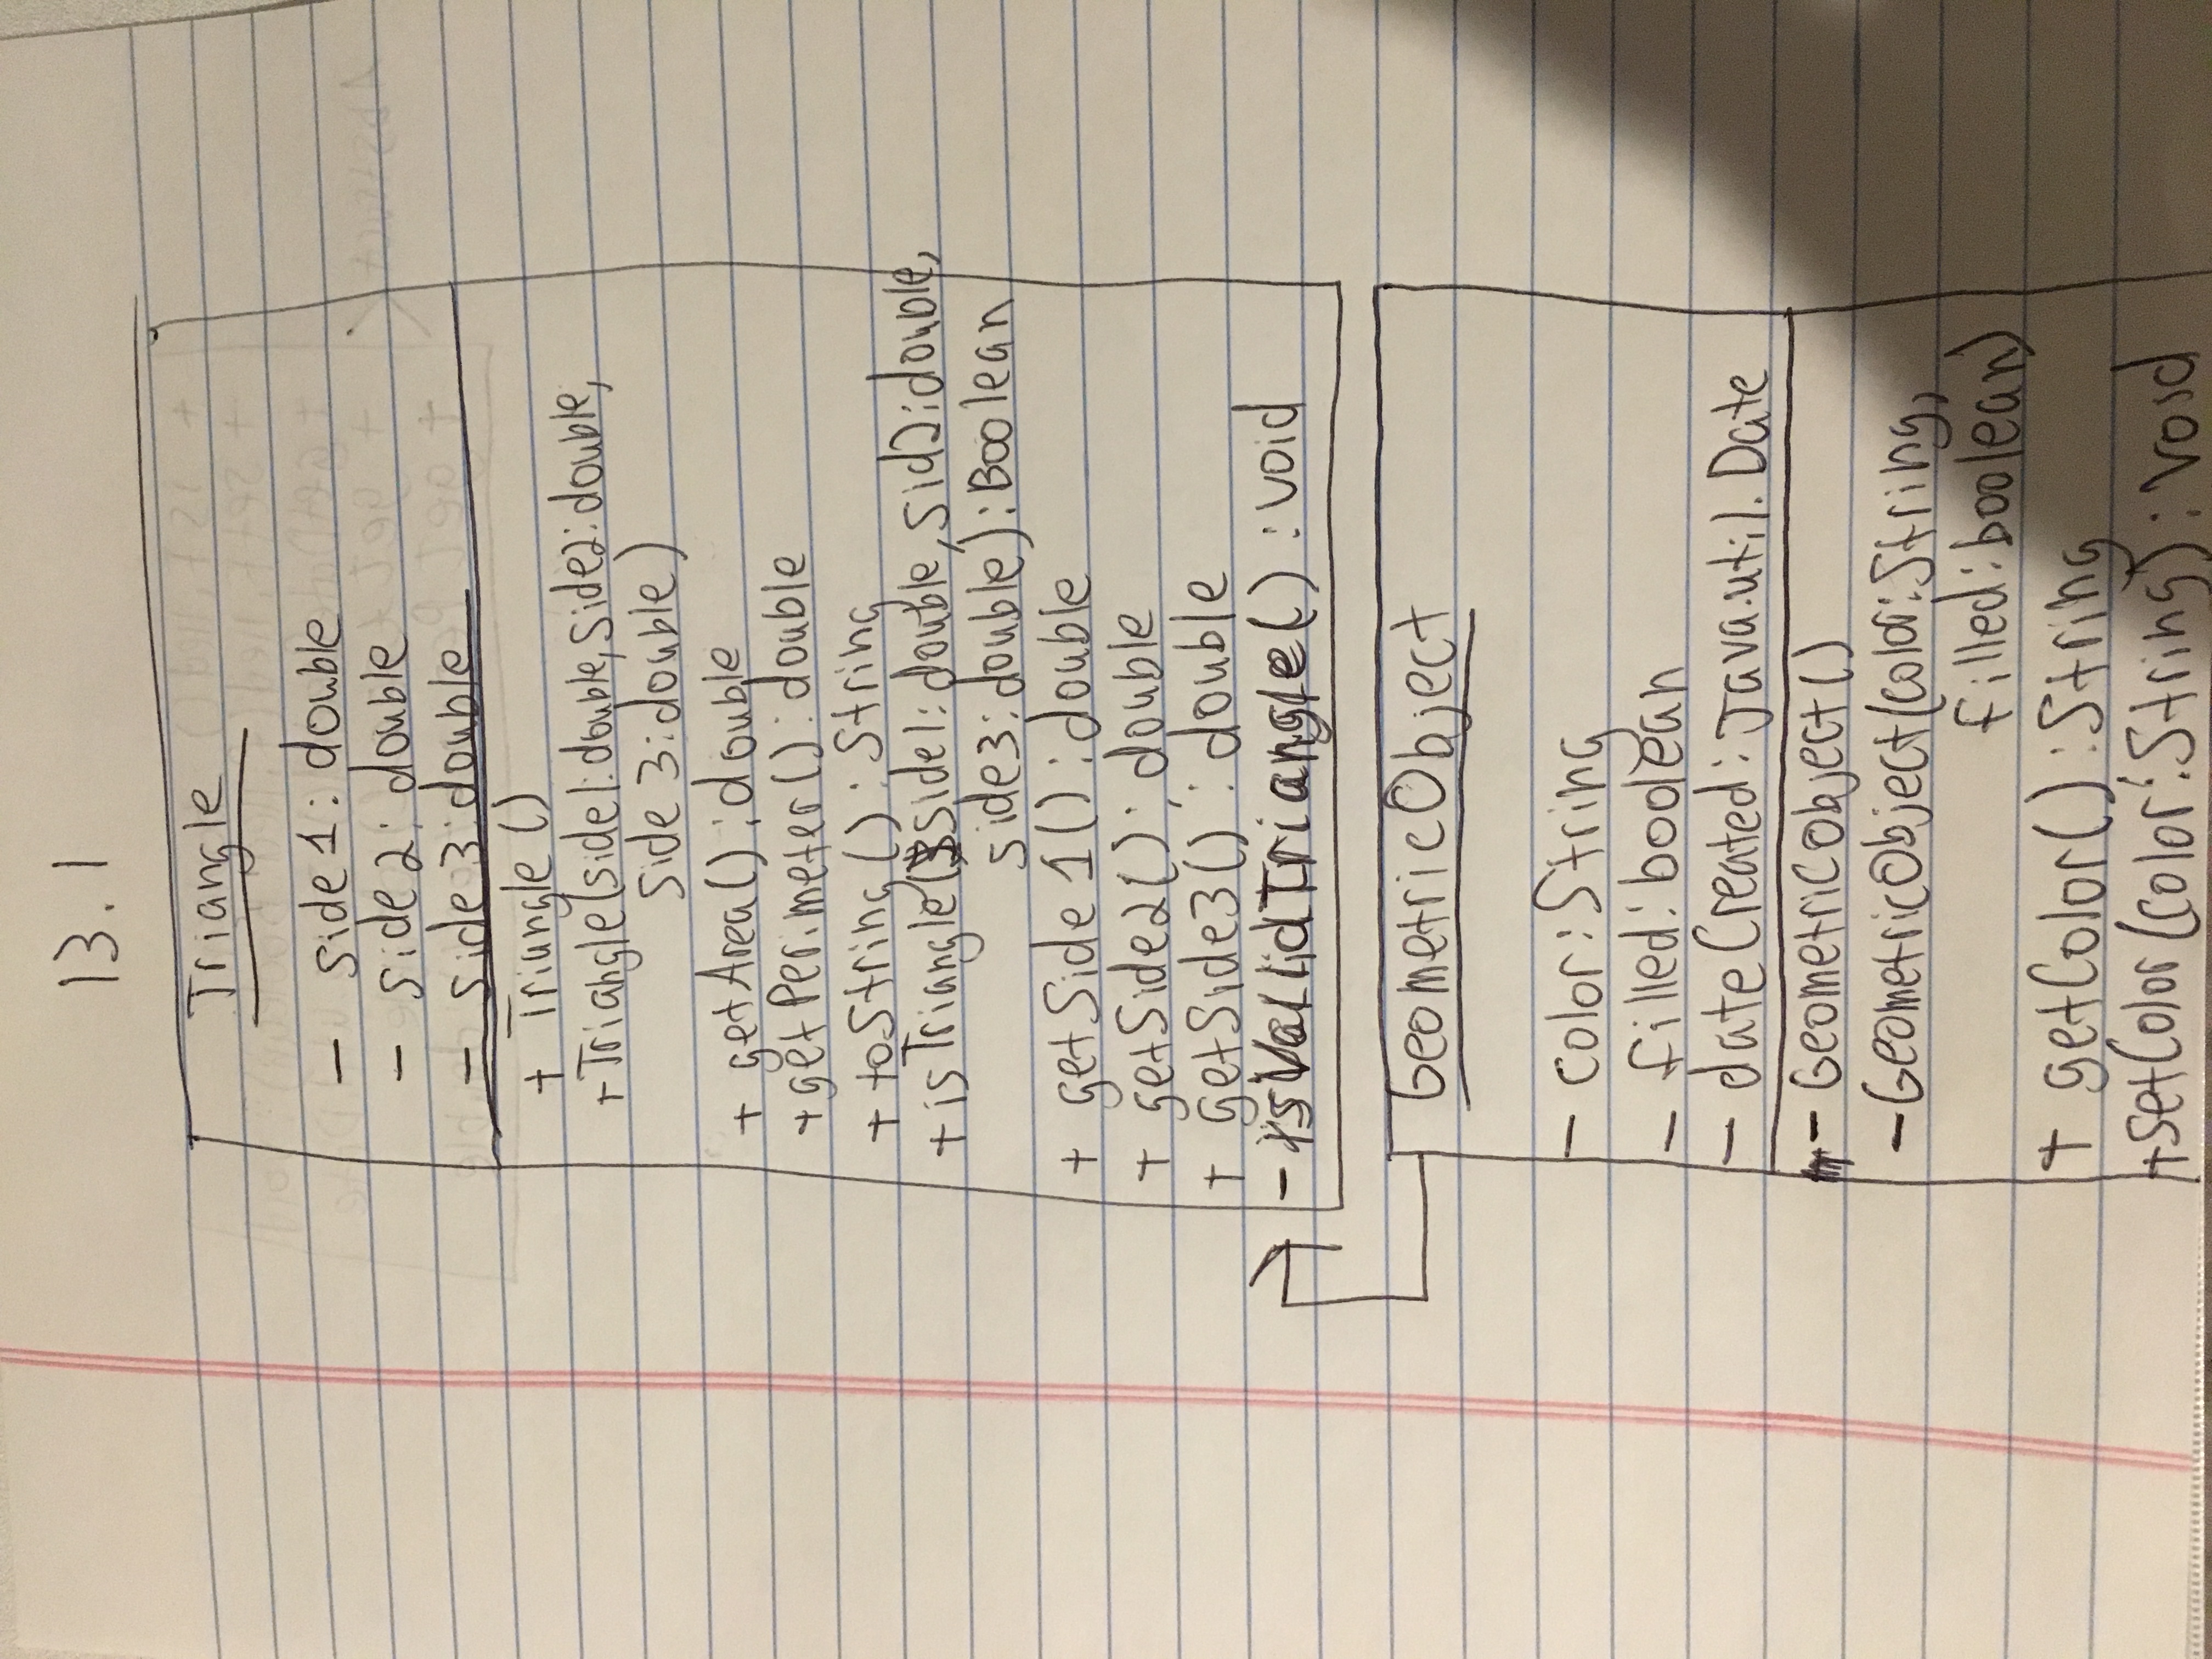 13.1
Triangle
- side1: double
- side2: double
- side3: double
+ Triangle()
+Triangle(side1: double, side2: double,
side3: double)
+ getArea(): double
+getPerimeter(): double
+ toString(): String
+ isTriangle(side1: double, sid2: double,
side3: double): Boolean
+ getSide1(): double
+ getSide2(): double
+ getSide3(): double
- isValidTriangle(): void
GeometricObject
- color: String
- filled: boolean
- dateCreated: Java.util.Date
- GeometricObject()
- GeometricObject(color: String,
filled: boolean)
+ getColor(): String
+setColor(color: String): void